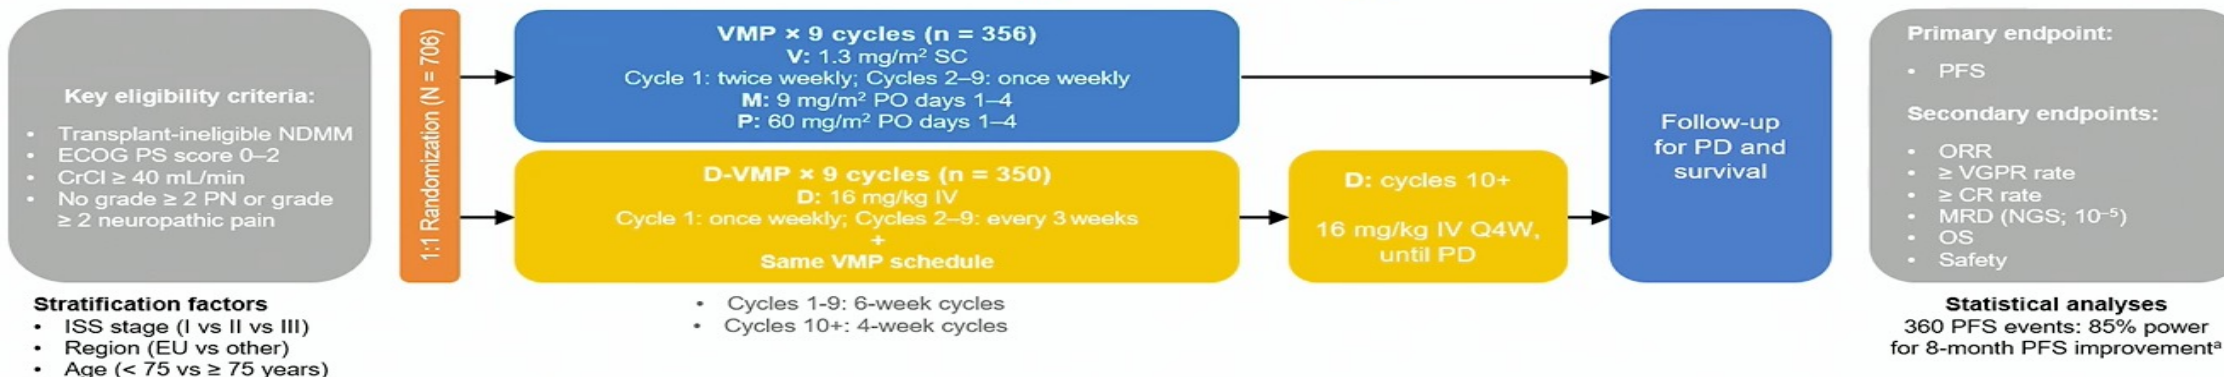 Key eligibility criteria:
• Transplant-ineligible NDMM
• ECOG PS score 0–2
• CrCl ≥ 40 mL/min
• No grade ≥ 2 PN or grade
≥ 2 neuropathic pain
Stratification factors
• ISS stage (I vs II vs III)
• Region (EU vs other)
• Age (< 75 vs ≥ 75 years)
1:1 Randomization (N = 706)
VMP × 9 cycles (n = 356)
V: 1.3 mg/m² SC
Cycle 1: twice weekly; Cycles 2–9: once weekly
M: 9 mg/m² PO days 1–4
P: 60 mg/m² PO days 1–4
D-VMP × 9 cycles (n = 350)
D: 16 mg/kg IV
Cycle 1: once weekly; Cycles 2–9: every 3 weeks
+
Same VMP schedule
• Cycles 1-9: 6-week cycles
• Cycles 10+: 4-week cycles
D: cycles 10+
16 mg/kg IV Q4W,
until PD
Follow-up
for PD and
survival
Primary endpoint:
• PFS
Secondary endpoints:
• ORR
• ≥ VGPR rate
• ≥ CR rate
• MRD (NGS; 10⁻⁵)
• OS
• Safety
Statistical analyses
360 PFS events: 85% power
for 8-month PFS improvementᵃ